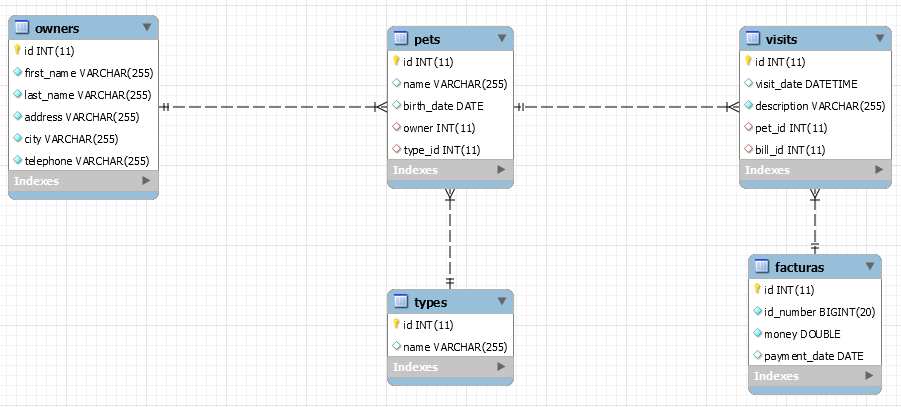 owners
id INT(11)
first_name VARCHAR(255)
last_name VARCHAR(255)
address VARCHAR(255)
city VARCHAR(255)
telephone VARCHAR(255)
Indexes
pets
id INT(11)
name VARCHAR(255)
birth_date DATE
owner INT(11)
type_id INT(11)
Indexes
visits
id INT(11)
visit_date DATETIME
description VARCHAR(255)
pet_id INT(11)
bill_id INT(11)
Indexes
types
id INT(11)
name VARCHAR(255)
Indexes
facturas
id INT(11)
id_number BIGINT(20)
money DOUBLE
payment_date DATE
Indexes